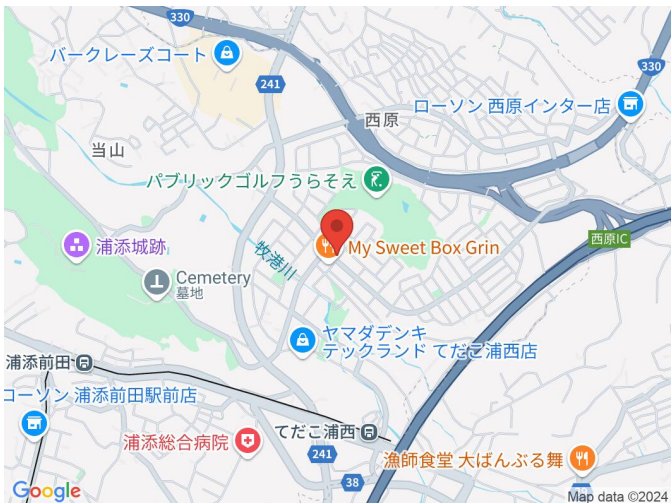 330
バークレーズコート
241
330
ローソン 西原インター店
西原
当山
パブリックゴルフうらそえ
西原IC
浦添城跡
牧港川
My Sweet Box Grin
Cemetery
墓地
ヤマダデンキ
テックランド てだこ浦西店
浦添前田
ローソン 浦添前田駅前店
てだこ浦西
浦添総合病院
241
漁師食堂 大ばんぶる舞
38
Google
Map data ©2024